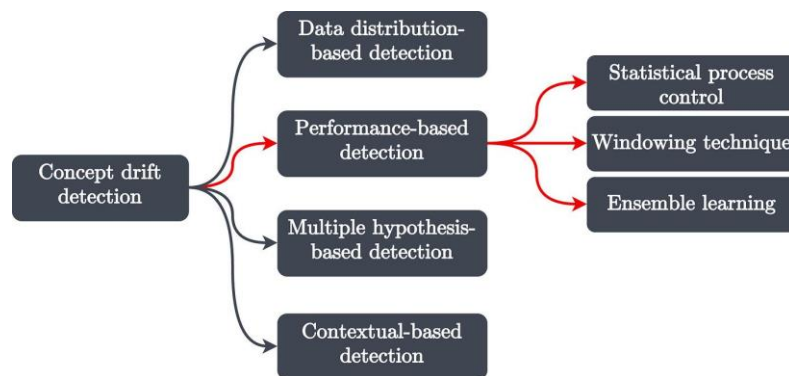 Data distribution-
based detection
Statistical process
control
Performance-based
detection
Windowing technique
Concept drift
detection
Ensemble learning
Multiple hypothesis-
based detection
Contextual-based
detection